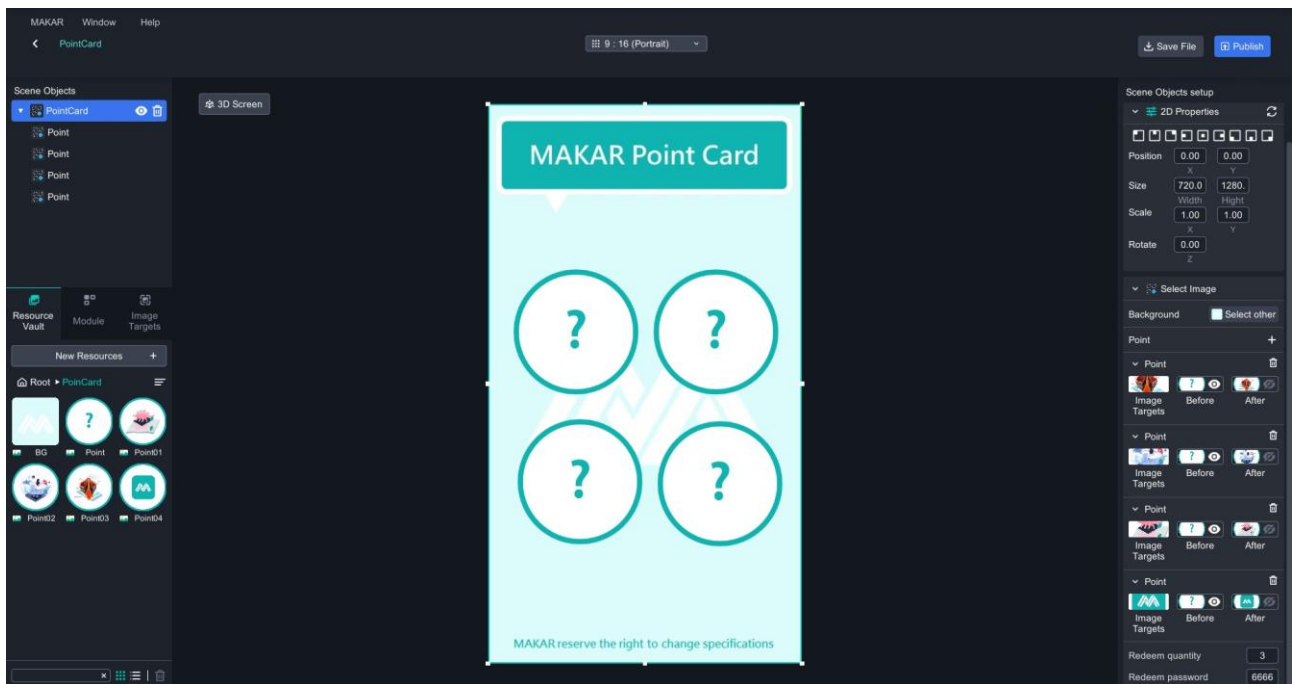 MAKAR Window Help
PointCard
9 : 16 (Portrait)
Save File
Publish
Scene Objects
PointCard
Point
Point
Point
Point
Resource Vault
Module
Image Targets
New Resources +
Root PoinCard
BG
Point
Point01
Point02
Point03
Point04
3D Screen
MAKAR Point Card
?
?
?
?
MAKAR reserve the right to change specifications
Scene Objects setup
2D Properties
Position 0.00 0.00
X Y
Size 720.0 1280.
Width Hight
Scale 1.00 1.00
X Y
Rotate 0.00
Z
Select Image
Background Select other
Point +
Point
?
Image Targets
Before
After
Point
?
Image Targets
Before
After
Point
?
Image Targets
Before
After
Point
?
Image Targets
Before
After
Redeem quantity 3
Redeem password 6666